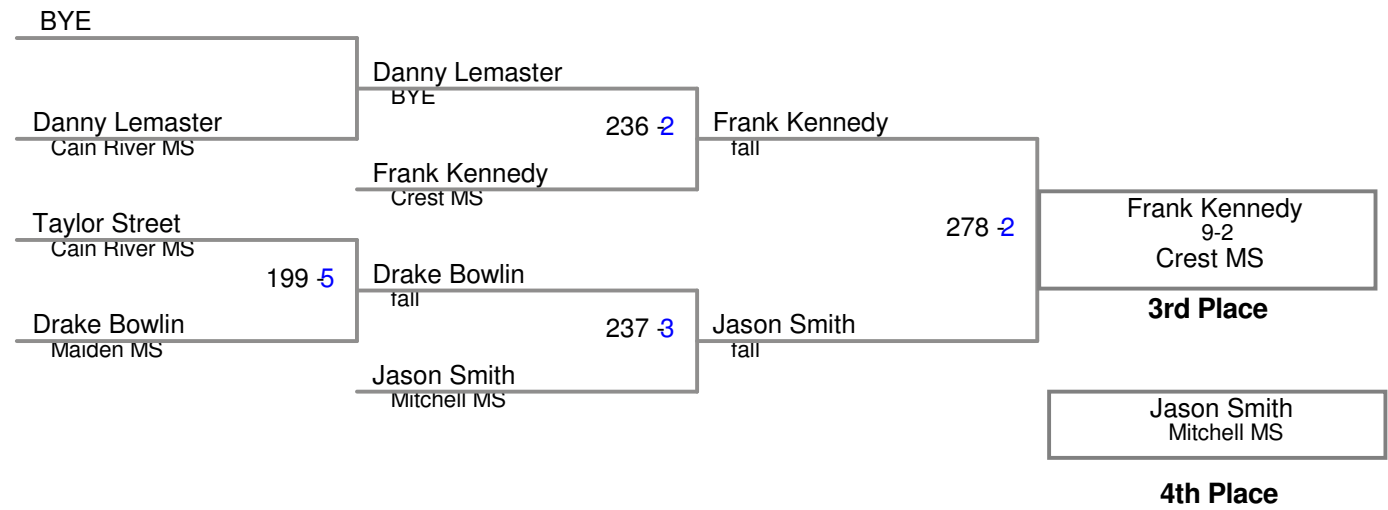 BYE
Danny Lemaster
BYE
Danny Lemaster
Cain River MS
236 -2
Frank Kennedy
fall
Frank Kennedy
Crest MS
Taylor Street
Cain River MS
199 -5
Drake Bowlin
fall
Drake Bowlin
Maiden MS
237 -3
Jason Smith
fall
Jason Smith
Mitchell MS
278 -2
Frank Kennedy
9-2
Crest MS
3rd Place
Jason Smith
Mitchell MS
4th Place